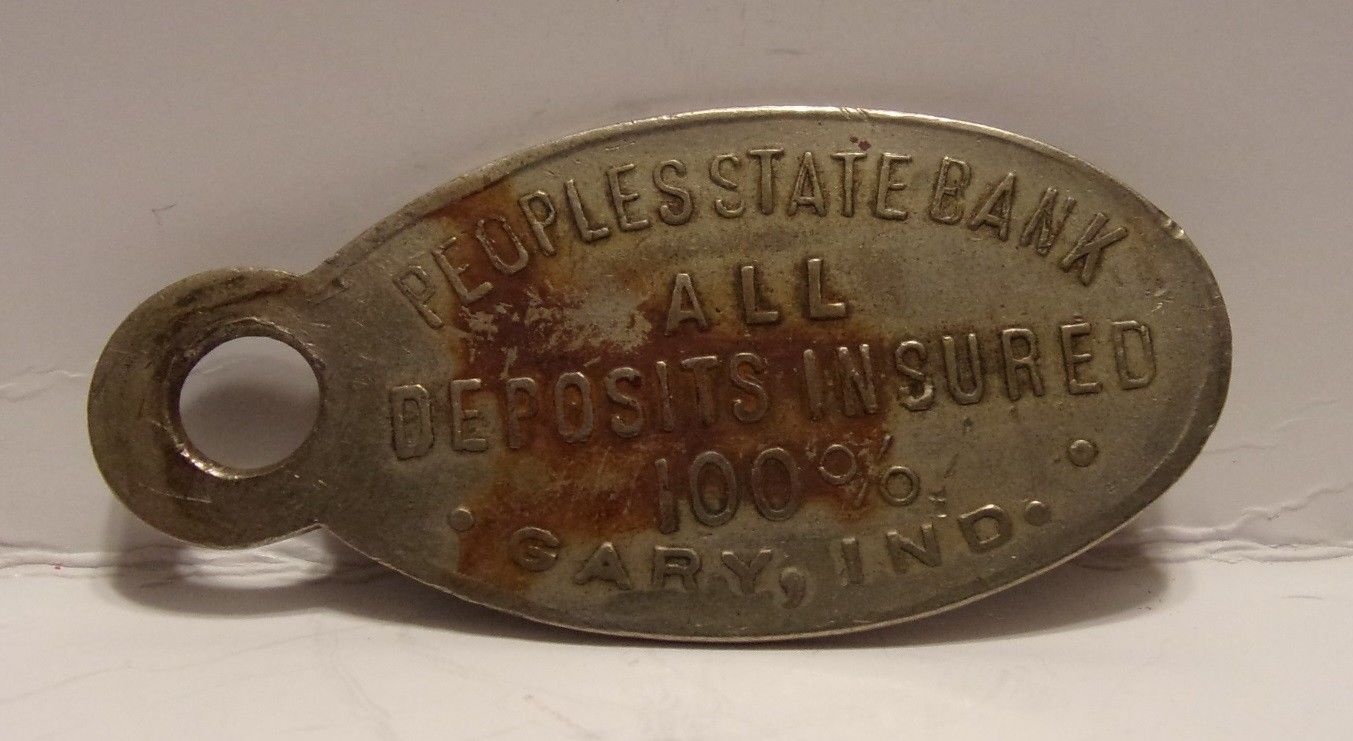 PEOPLES STATE BANK
ALL
DEPOSITS INSURED
100%
GARY, IND.